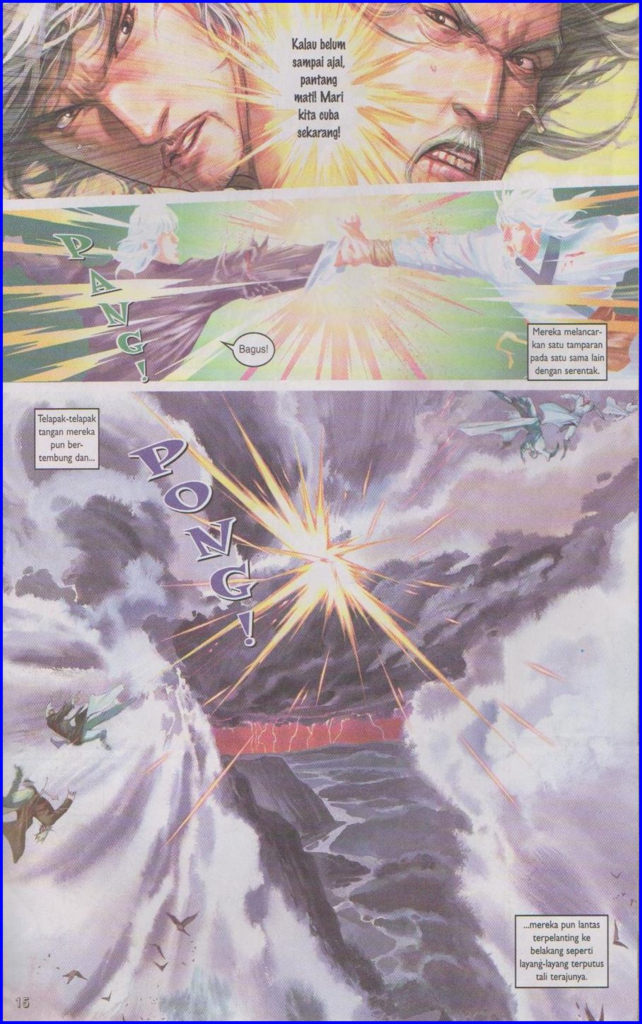 Kalau belum
sampai ajal,
pantang
mati! Mari
kita cuba
sekarang!
PANG!
Bagus!
Mereka melancar-
kan satu tamparan
pada satu sama lain
dengan serentak.
Telapak-telapak
tangan mereka
pun ber-
tembung dan...
PONG!
...mereka pun lantas
terpelanting ke
belakang seperti
layang-layang terputus
tali terajunya.
15